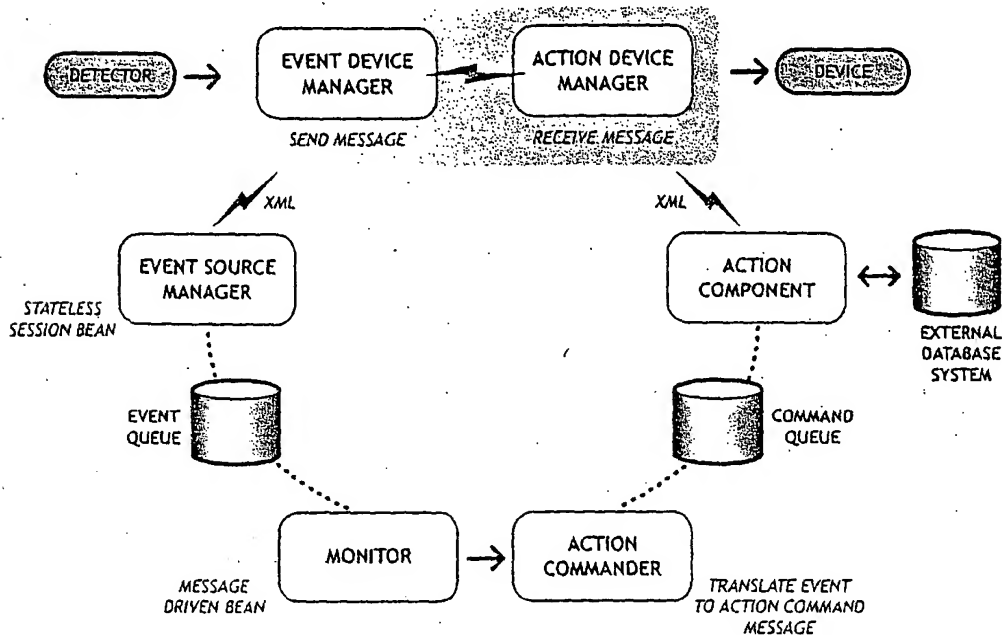 DETECTOR
EVENT DEVICE
MANAGER
ACTION DEVICE
MANAGER
DEVICE
SEND MESSAGE
RECEIVE MESSAGE
XML
XML
EVENT SOURCE
MANAGER
ACTION
COMPONENT
STATELESS
SESSION BEAN
EXTERNAL
DATABASE
SYSTEM
EVENT
QUEUE
COMMAND
QUEUE
MONITOR
ACTION
COMMANDER
MESSAGE
DRIVEN BEAN
TRANSLATE EVENT
TO ACTION COMMAND
MESSAGE